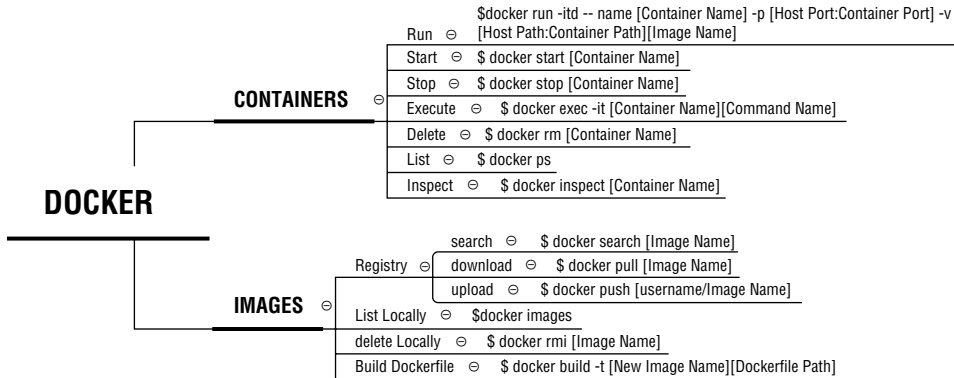 DOCKER
CONTAINERS
Run $docker run -itd -- name [Container Name] -p [Host Port:Container Port] -v
[Host Path:Container Path][Image Name]
Start $ docker start [Container Name]
Stop $ docker stop [Container Name]
Execute $ docker exec -it [Container Name][Command Name]
Delete $ docker rm [Container Name]
List $ docker ps
Inspect $ docker inspect [Container Name]
IMAGES
Registry
search $ docker search [Image Name]
download $ docker pull [Image Name]
upload $ docker push [username/Image Name]
List Locally $docker images
delete Locally $ docker rmi [Image Name]
Build Dockerfile $ docker build -t [New Image Name][Dockerfile Path]